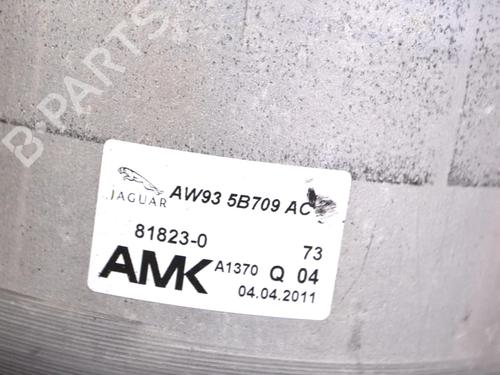 B-PARTS
JAGUAR
AW93 5B709 AC
81823-0
73
AMK A1370 Q 04
04.04.2011